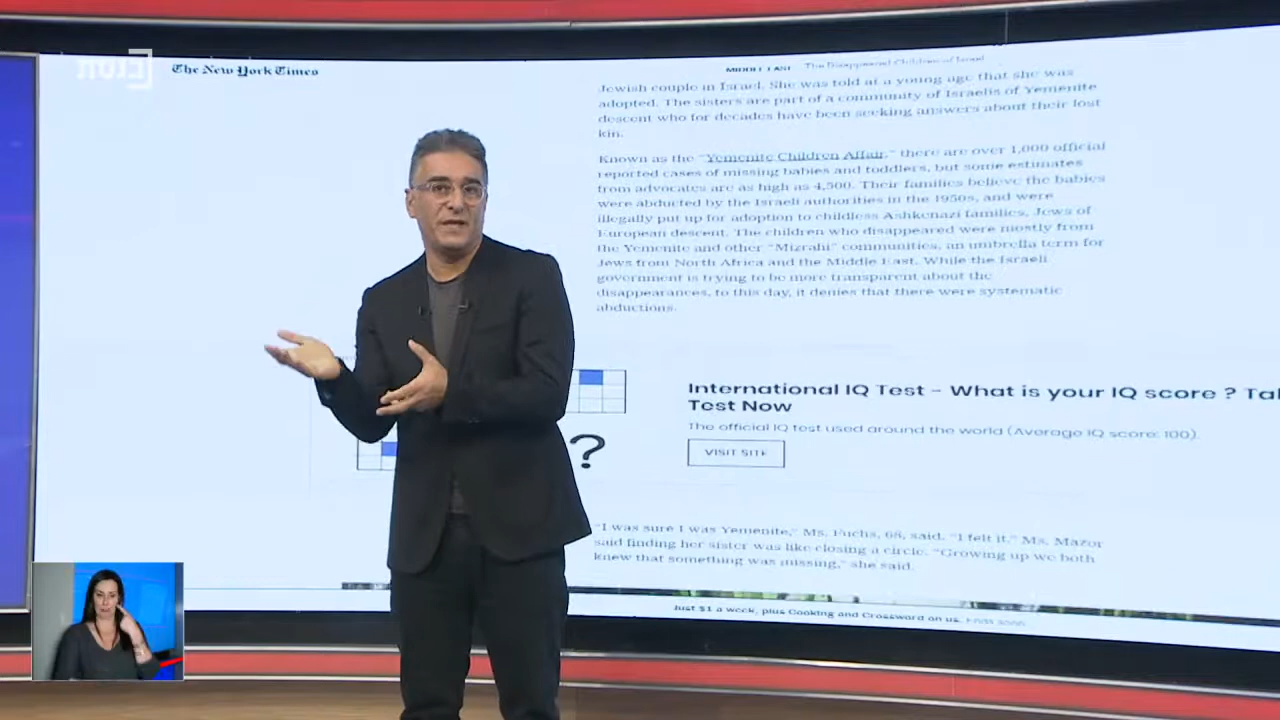 The New York Times
MIDDLE EAST The Disappeared Children of Israel
Jewish couple in Israel. She was told at a young age that she was
adopted. The sisters are part of a community of Israelis of Yemenite
descent who for decades have been seeking answers about their lost
kin.
Known as the “Yemenite Children Affair,” there are over 1,000 official
reported cases of missing babies and toddlers, but some estimates
from advocates are as high as 4,500. Their families believe the babies
were abducted by the Israeli authorities in the 1950s, and were
illegally put up for adoption to childless Ashkenazi families, Jews of
European descent. The children who disappeared were mostly from
the Yemenite and other “Mizrahi” communities, an umbrella term for
Jews from North Africa and the Middle East. While the Israeli
government is trying to be more transparent about the
disappearances, to this day, it denies that there were systematic
abductions.
International IQ Test - What is your IQ score ? Tak
Test Now
The official IQ test used around the world (Average IQ score: 100).
VISIT SITE
?
“I was sure I was Yemenite,” Ms. Fuchs, 68, said. “I felt it.” Ms. Mazor
said finding her sister was like closing a circle. “Growing up we both
knew that something was missing,” she said.
Just $1 a week, plus Cooking and Crossword on us. Ends soon.